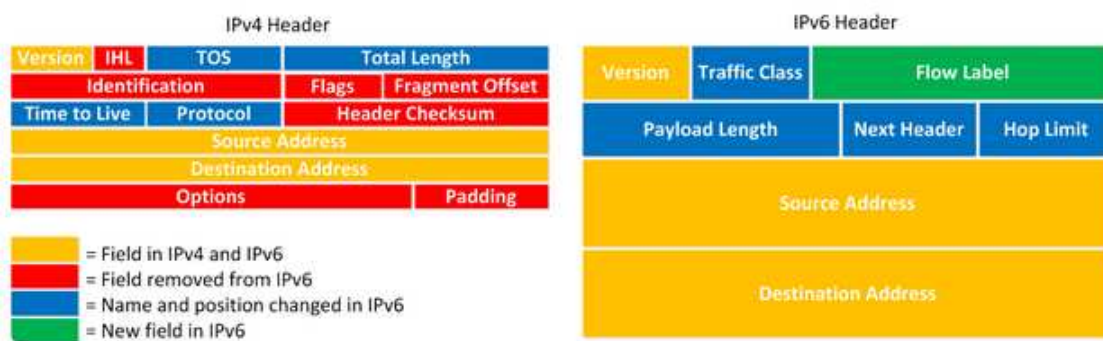 IPv4 Header
Version IHL TOS Total Length
Identification Flags Fragment Offset
Time to Live Protocol Header Checksum
Source Address
Destination Address
Options Padding
= Field in IPv4 and IPv6
= Field removed from IPv6
= Name and position changed in IPv6
= New field in IPv6
IPv6 Header
Version Traffic Class Flow Label
Payload Length Next Header Hop Limit
Source Address
Destination Address